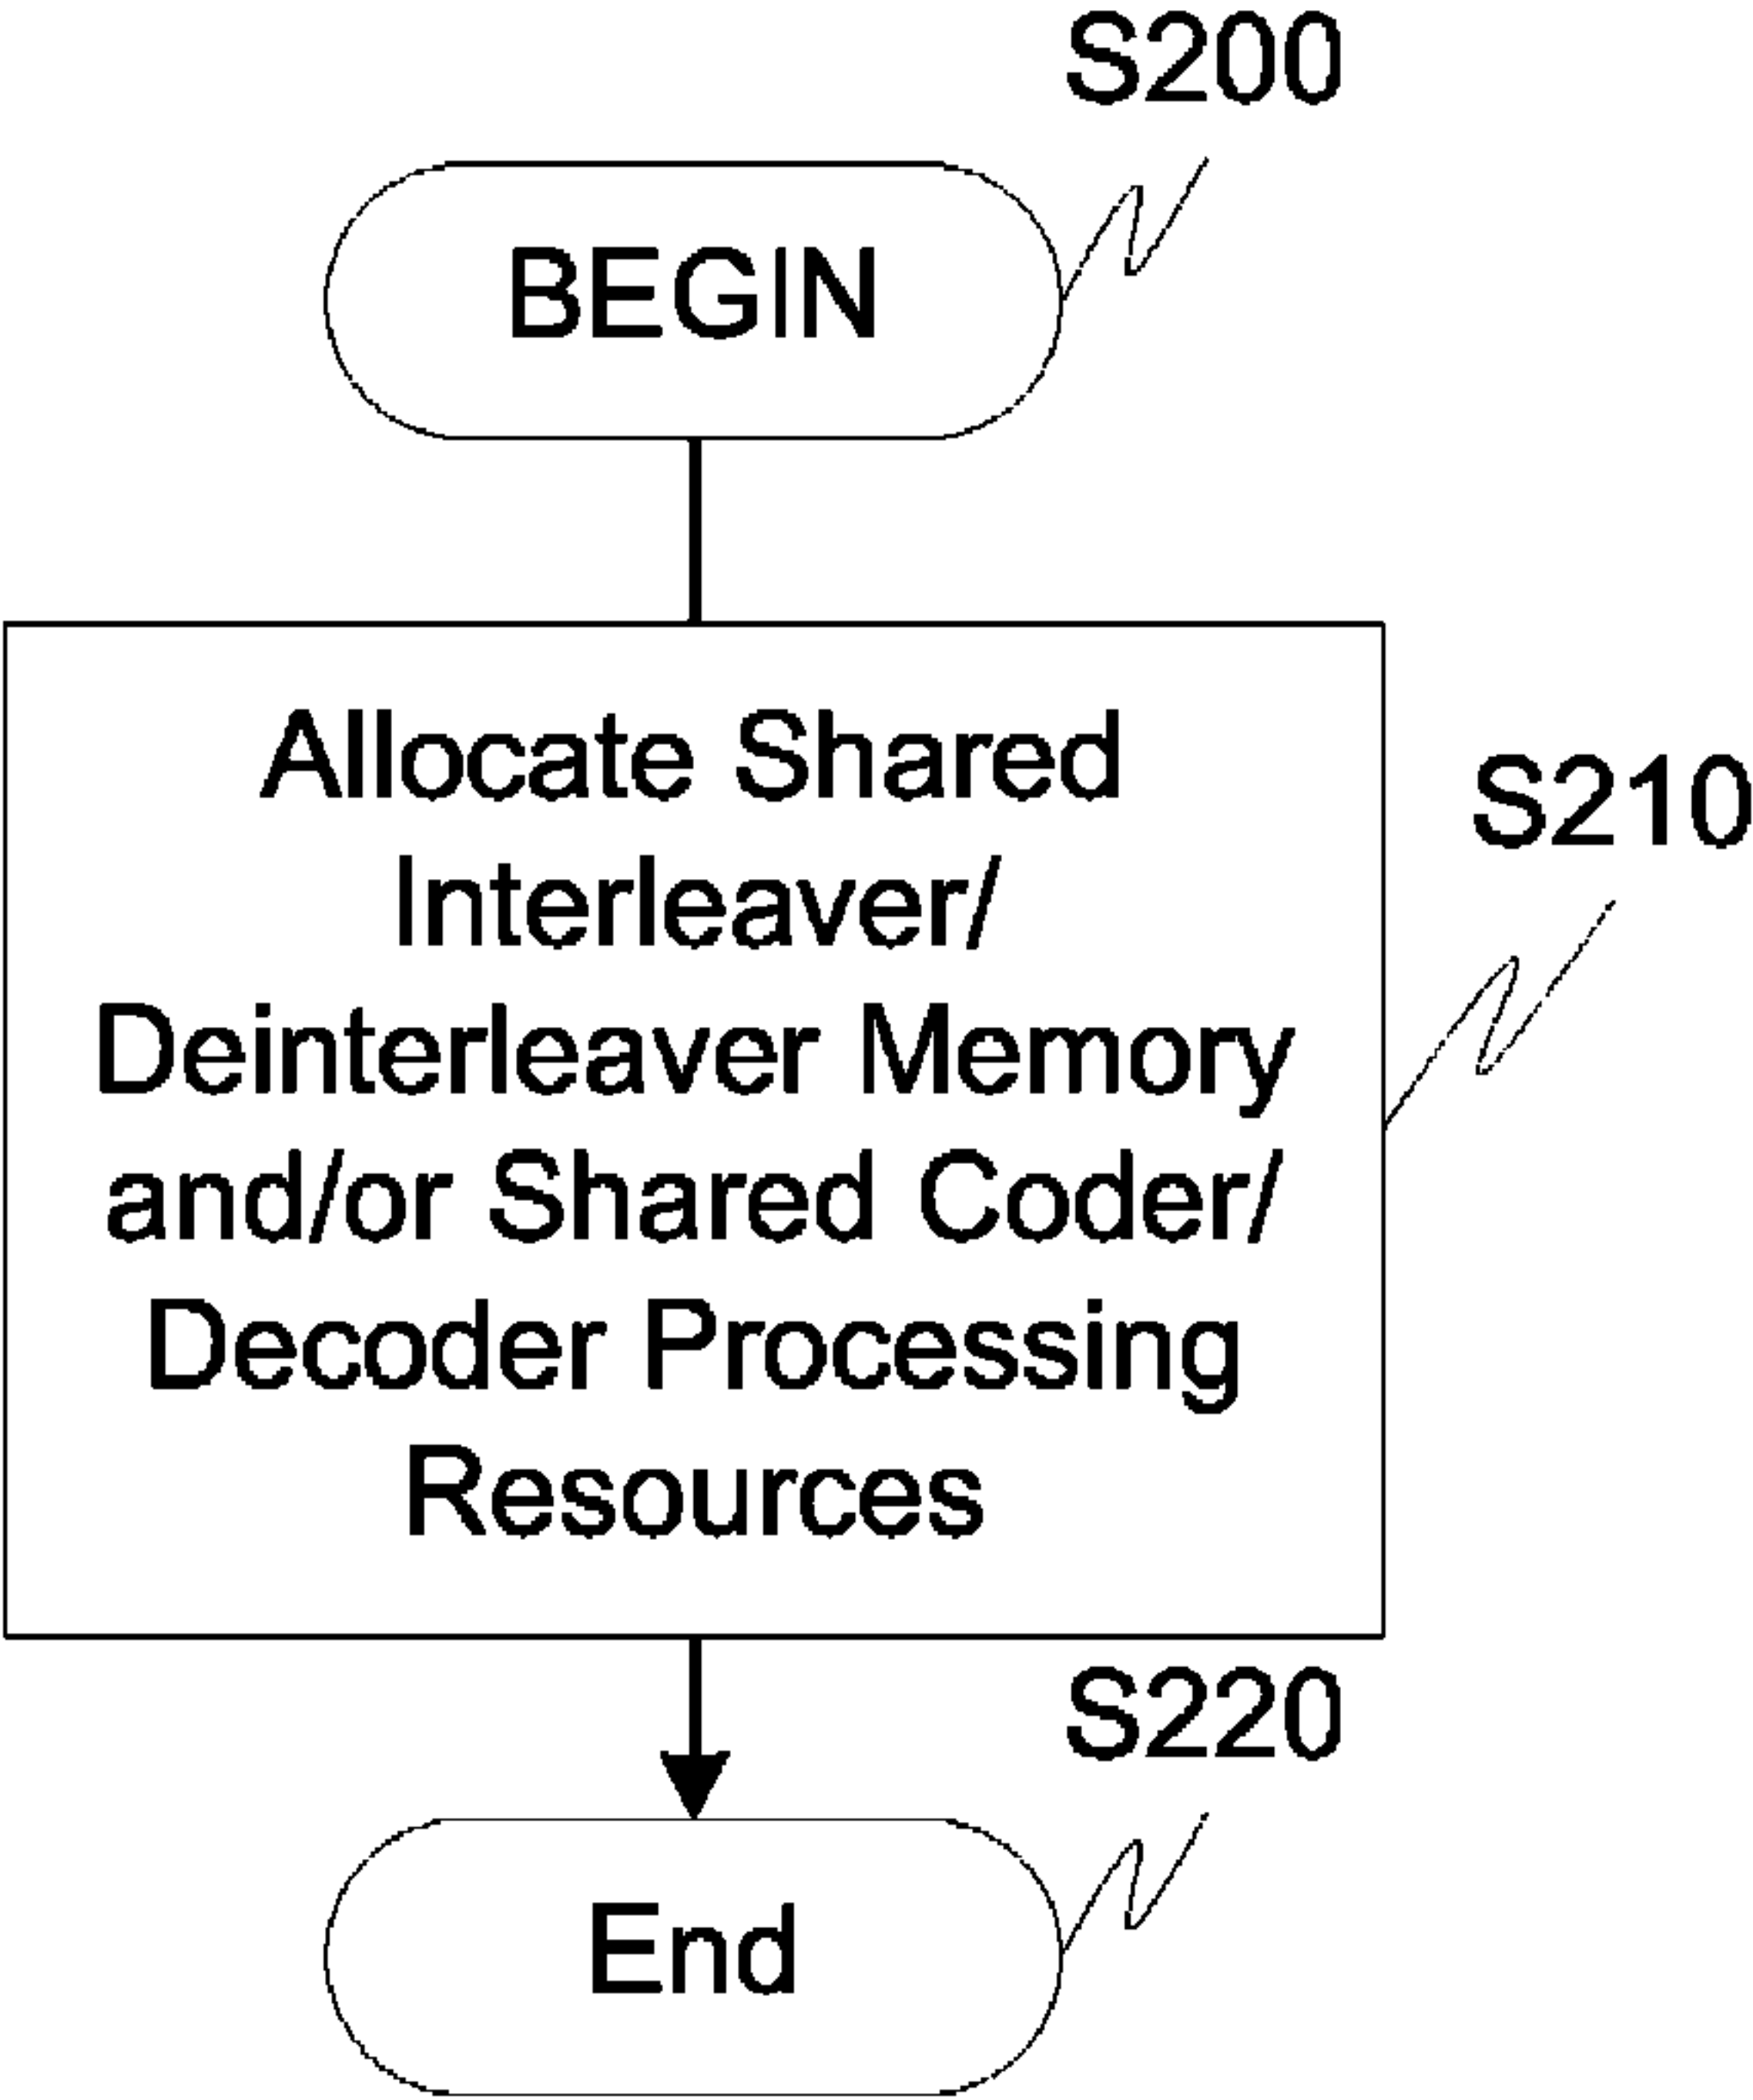 S200
BEGIN
Allocate Shared
Interleaver/
Deinterleaver Memory
and/or Shared Coder/
Decoder Processing
Resources
S210
S220
End